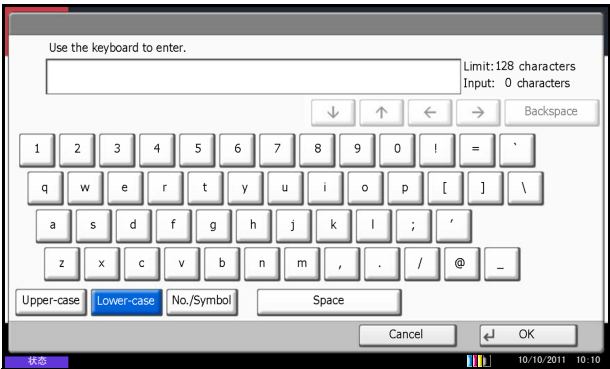 Use the keyboard to enter.
Limit:128 characters
Input: 0 characters
↓ ↑ ← → Backspace
1 2 3 4 5 6 7 8 9 0 ! = `
q w e r t y u i o p [ ] \
a s d f g h j k l ; ′
z x c v b n m , . / @ _
Upper-case Lower-case No./Symbol Space
Cancel ↵ OK
状态 10/10/2011 10:10